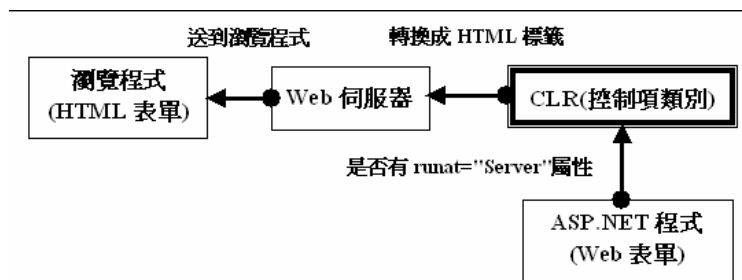 送到瀏覽程式
轉換成 HTML 標籤
瀏覽程式
(HTML 表單)
Web 伺服器
CLR(控制項類別)
是否有 runat="Server"屬性
ASP.NET 程式
(Web 表單)